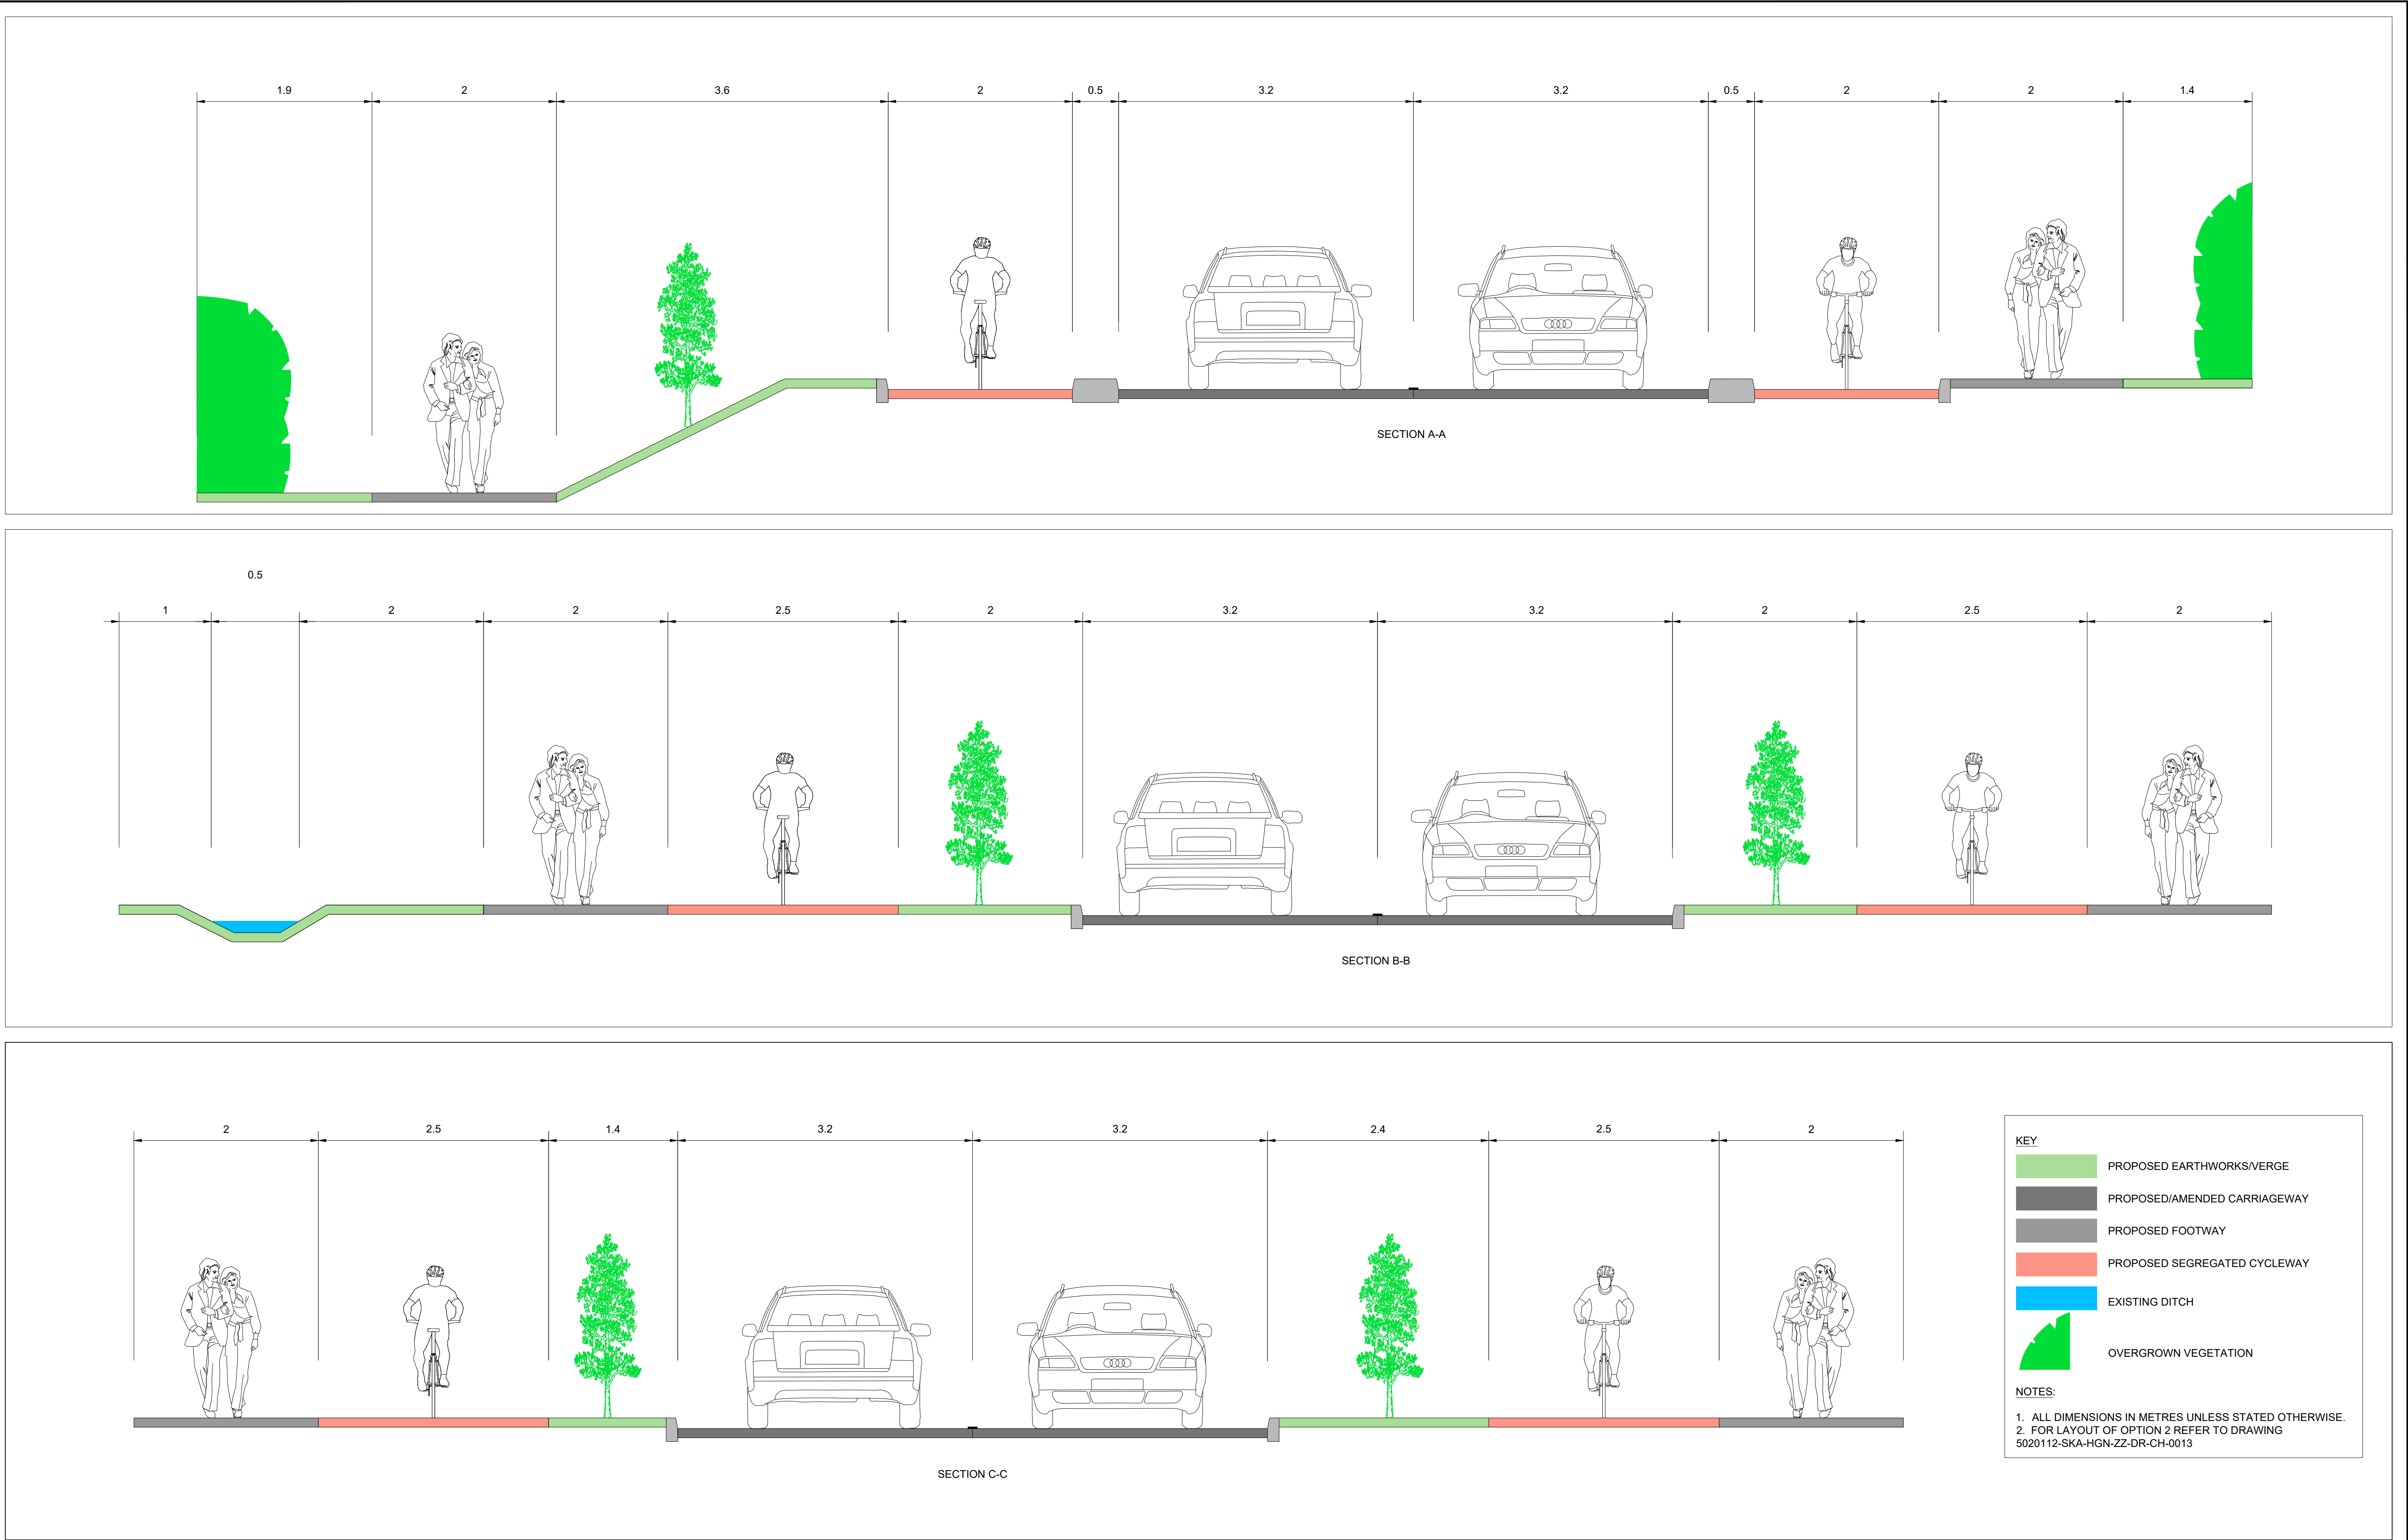 1.9 2 3.6 2 0.5 3.2 3.2 0.5 2 2 1.4
SECTION A-A
0.5
1 2 2 2.5 2 3.2 3.2 2 2.5 2
SECTION B-B
2 2.5 1.4 3.2 3.2 2.4 2.5 2
SECTION C-C
KEY
PROPOSED EARTHWORKS/VERGE
PROPOSED/AMENDED CARRIAGEWAY
PROPOSED FOOTWAY
PROPOSED SEGREGATED CYCLEWAY
EXISTING DITCH
OVERGROWN VEGETATION
NOTES:
1. ALL DIMENSIONS IN METRES UNLESS STATED OTHERWISE.
2. FOR LAYOUT OF OPTION 2 REFER TO DRAWING
5020112-SKA-HGN-ZZ-DR-CH-0013